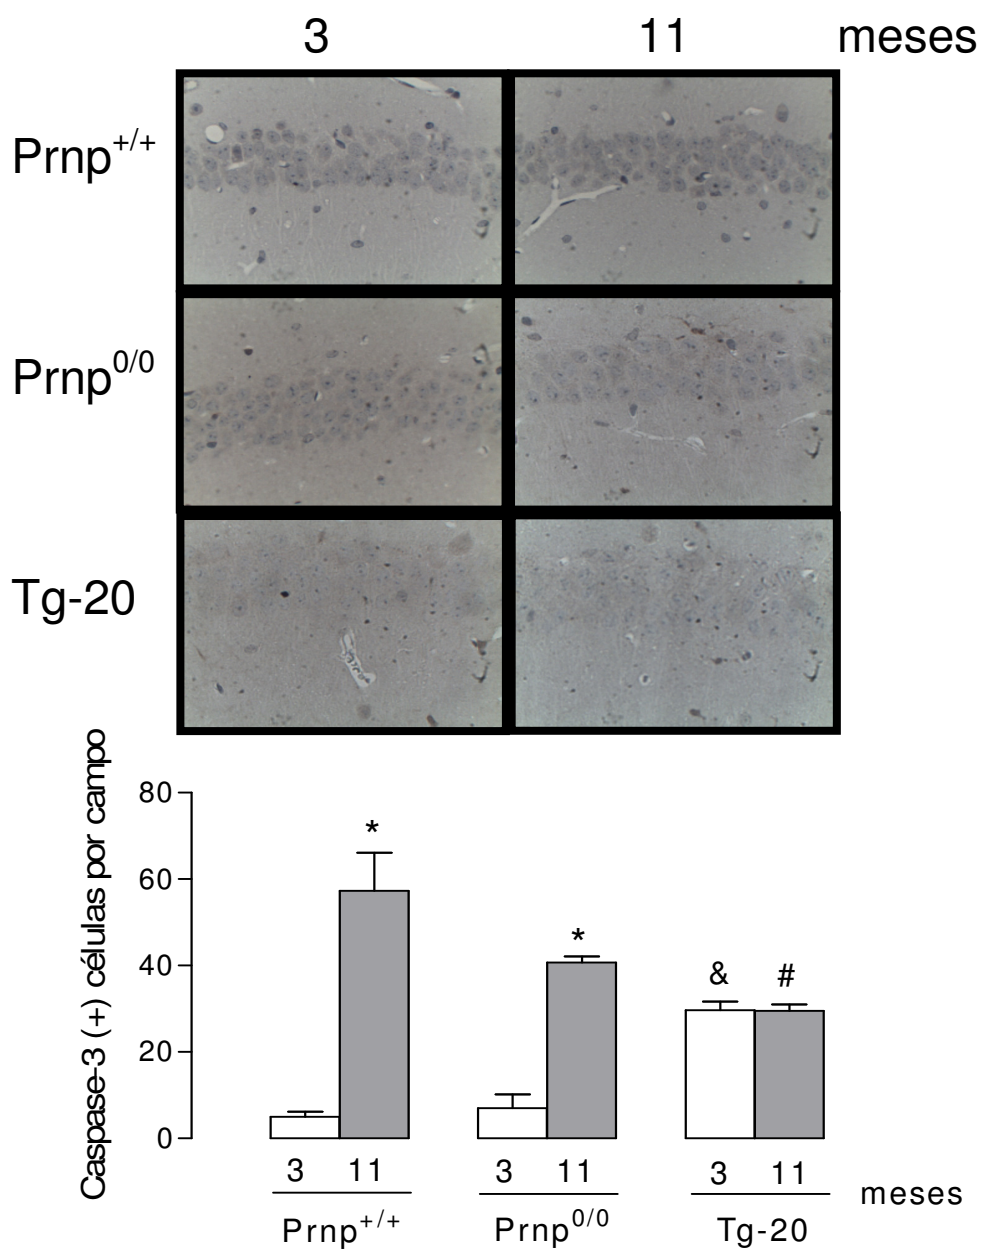 3 11 meses
Prnp+/+
Prnp0/0
Tg-20
Caspase-3 (+) células por campo
80
60
40
20
0
*
*
& #
3 11 3 11 3 11 meses
Prnp+/+ Prnp0/0 Tg-20